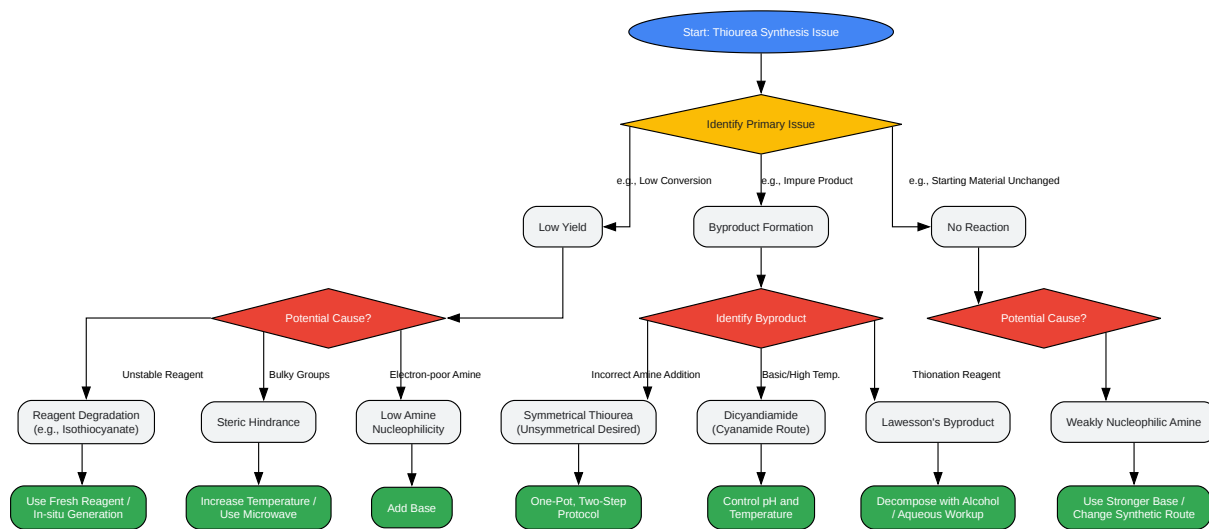 Start: Thiourea Synthesis Issue
Identify Primary Issue
e.g., Low Conversion
e.g., Impure Product
e.g., Starting Material Unchanged
Low Yield
Byproduct Formation
No Reaction
Potential Cause?
Identify Byproduct
Potential Cause?
Unstable Reagent
Bulky Groups
Electron-poor Amine
Incorrect Amine Addition
Basic/High Temp.
Thionation Reagent
Reagent Degradation
(e.g., Isothiocyanate)
Steric Hindrance
Low Amine
Nucleophilicity
Symmetrical Thiourea
(Unsymmetrical Desired)
Dicyandiamide
(Cyanamide Route)
Lawesson's Byproduct
Weakly Nucleophilic Amine
Use Fresh Reagent /
In-situ Generation
Increase Temperature /
Use Microwave
Add Base
One-Pot, Two-Step
Protocol
Control pH and
Temperature
Decompose with Alcohol
/ Aqueous Workup
Use Stronger Base /
Change Synthetic Route